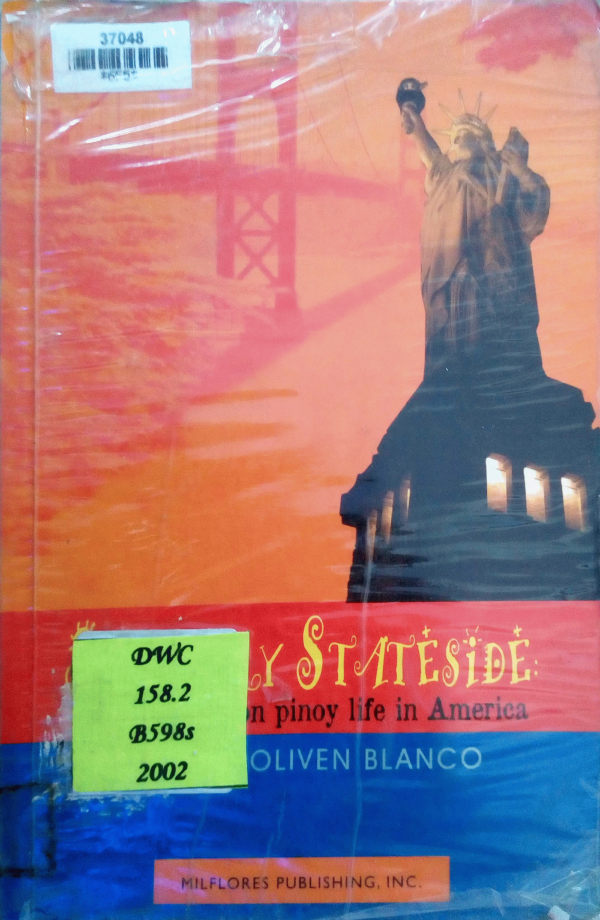 37048
STATESIDE:
on pinoy life in America
OLIVEN BLANCO
DWC
158.2
B598s
2002
MILFLORES PUBLISHING, INC.